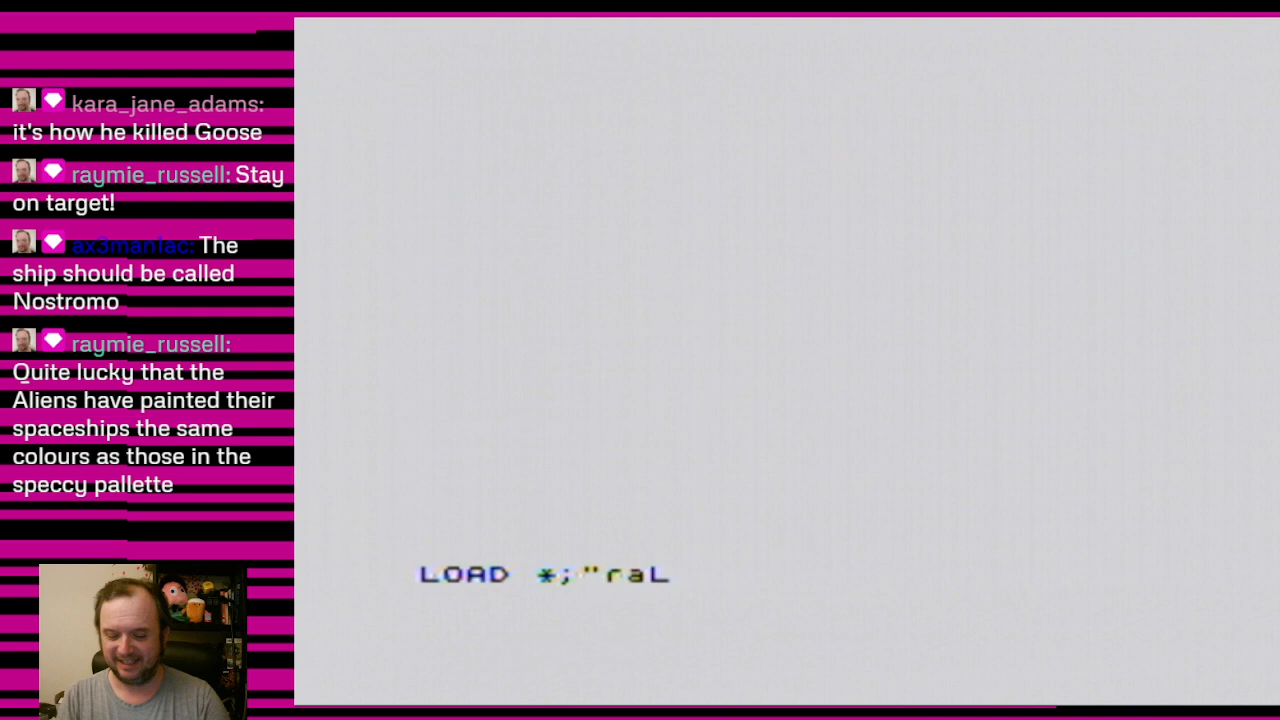 kara_jane_adams:
it's how he killed Goose
raymie_russell: Stay
on target!
ax3man1ac: The
ship should be called
Nostromo
raymie_russell:
Quite lucky that the
Aliens have painted their
spaceships the same
colours as those in the
speccy pallette
LOAD *;"raL